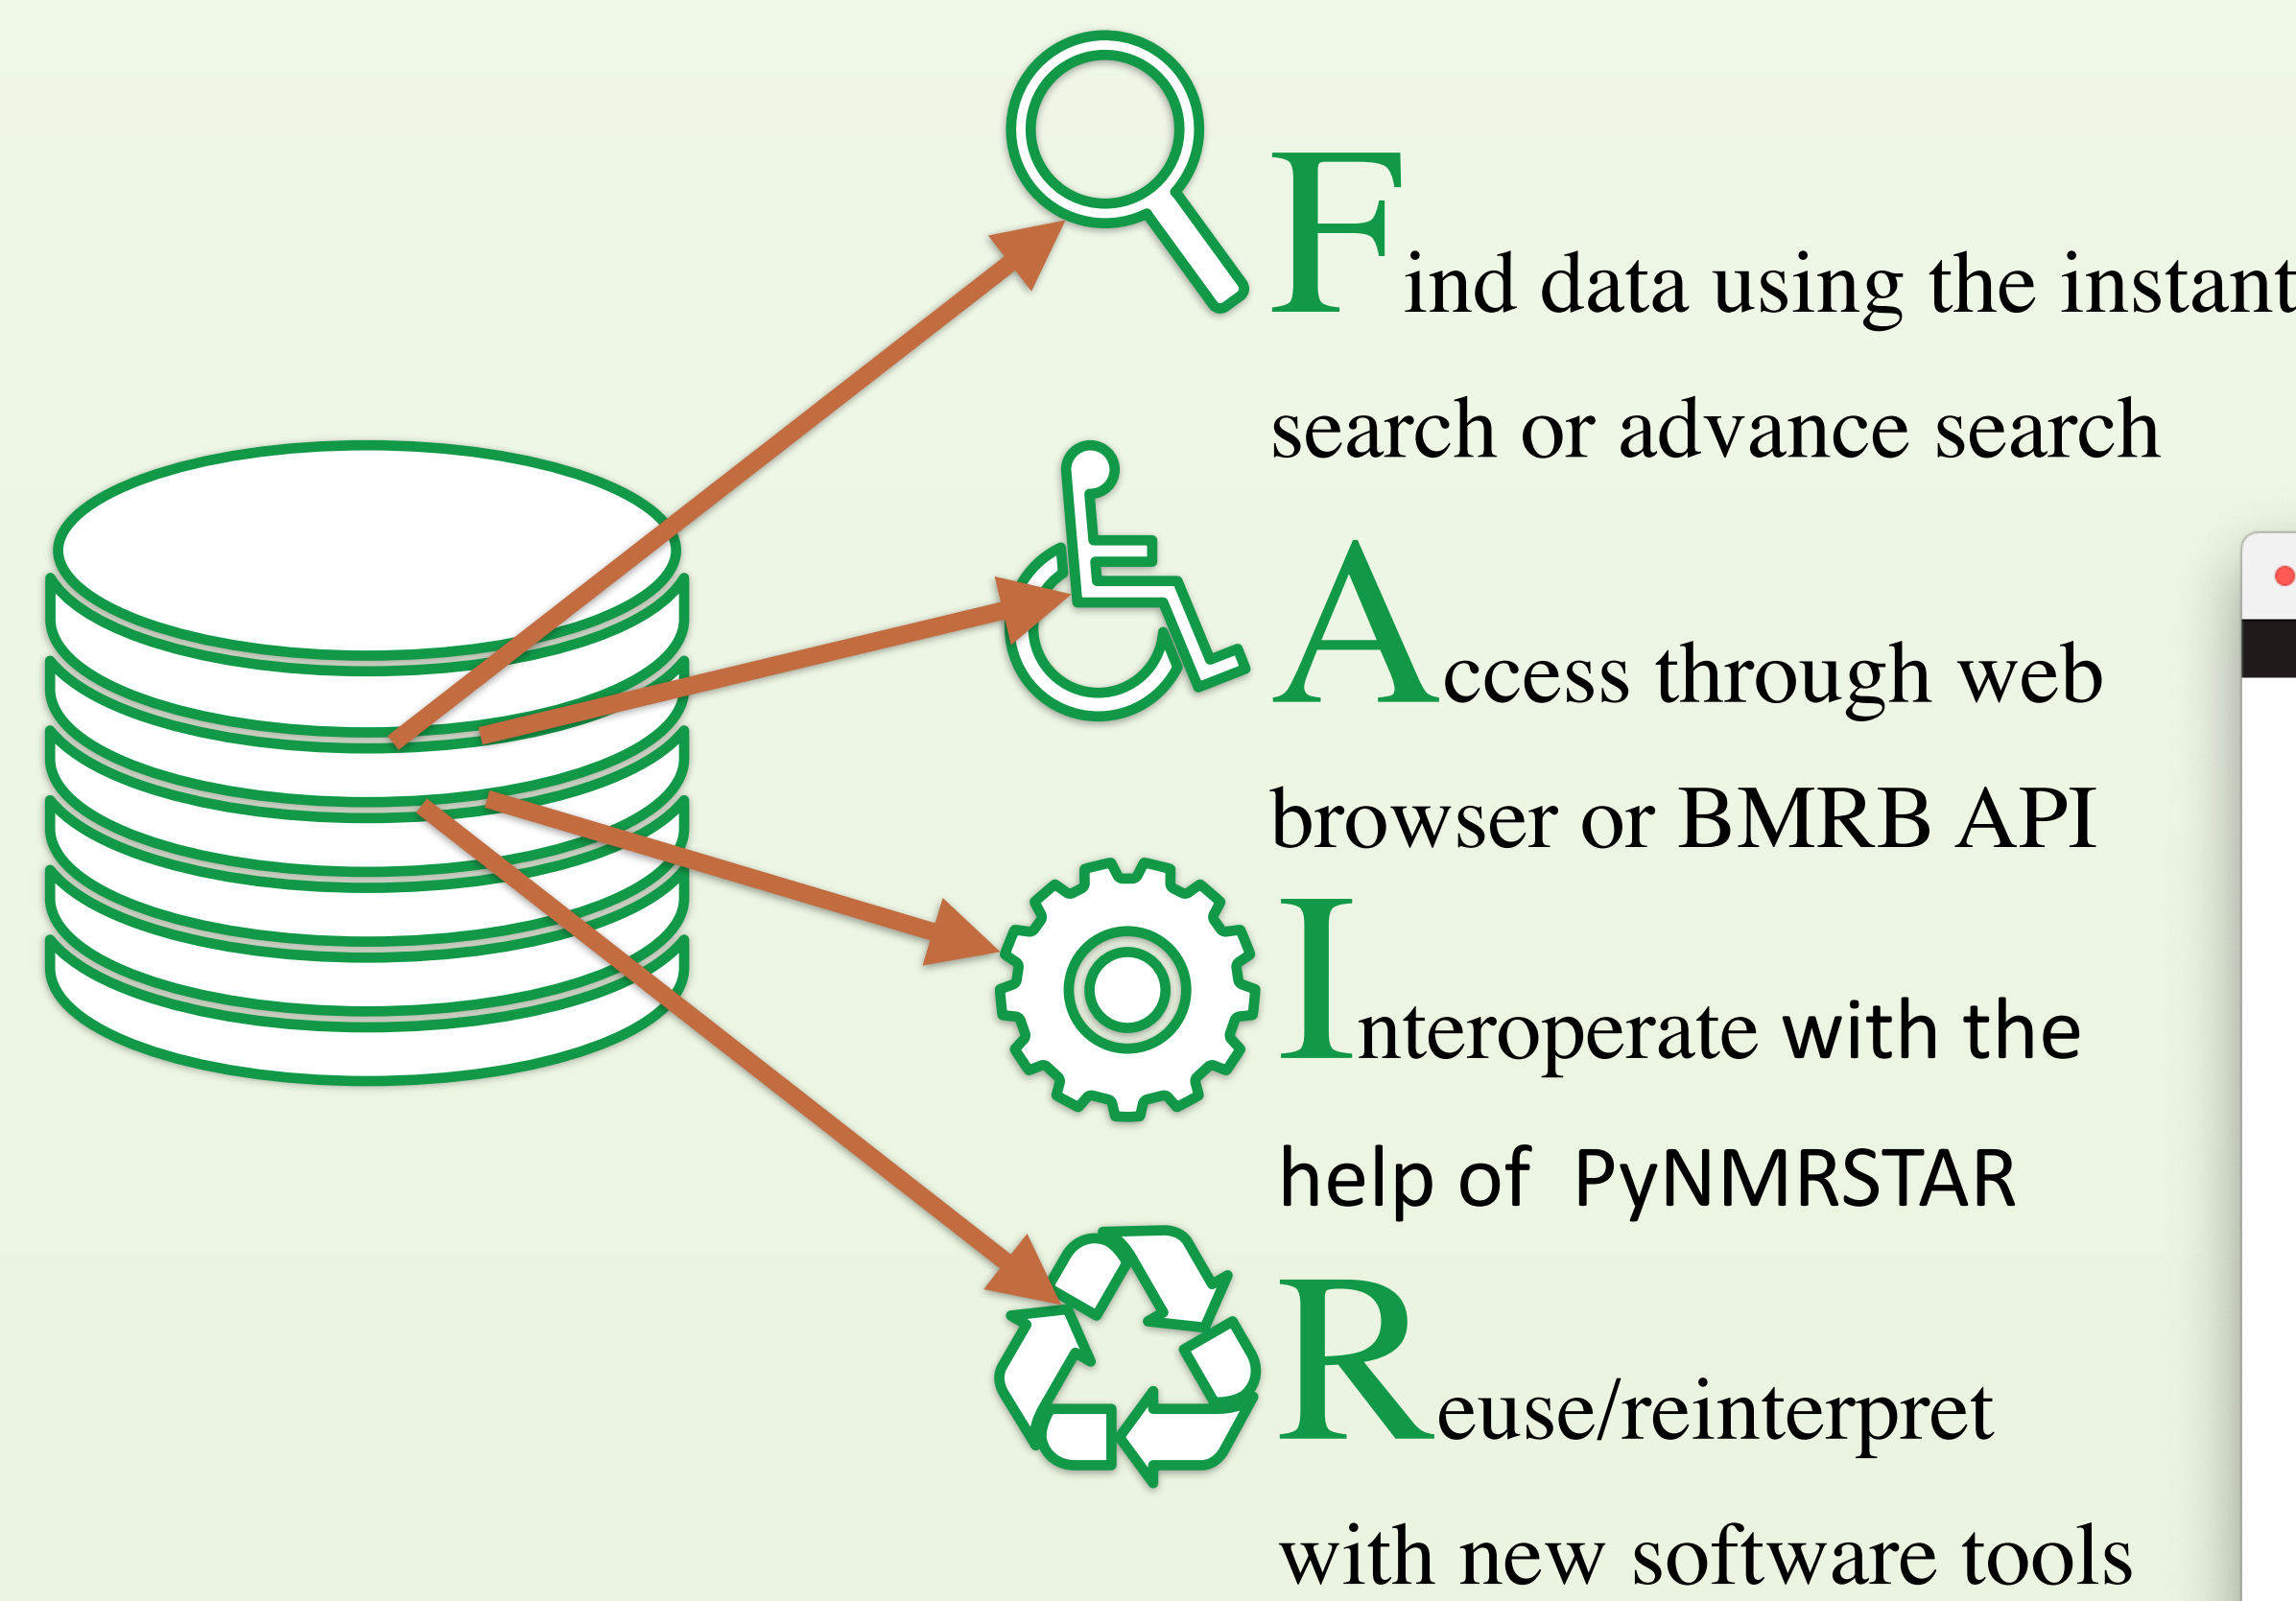 Find data using the instant
search or advance search
Access through web
browser or BMRB API
Interoperate with the
help of PyNMRSTAR
Reuse/reinterpret
with new software tools